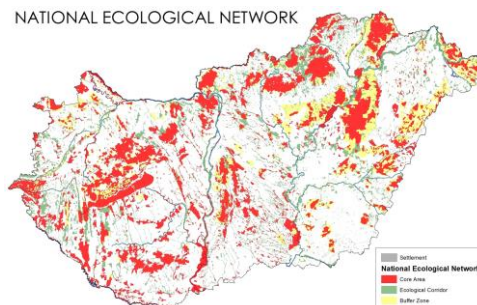 NATIONAL ECOLOGICAL NETWORK
Settlement
National Ecological Network
Core Area
Ecological Corridor
Buffer Zone